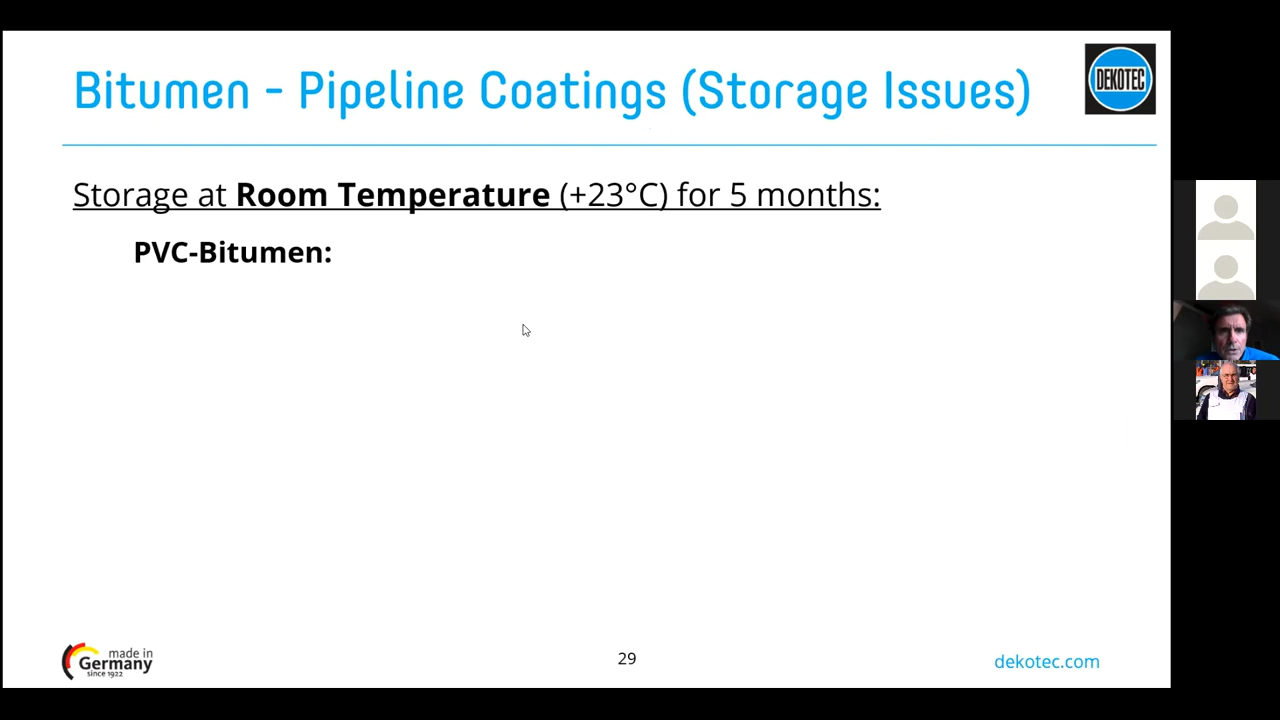 Bitumen - Pipeline Coatings (Storage Issues)
DEKOTEC
Storage at Room Temperature (+23°C) for 5 months:
PVC-Bitumen:
made in
Germany
since 1922
29
dekotec.com